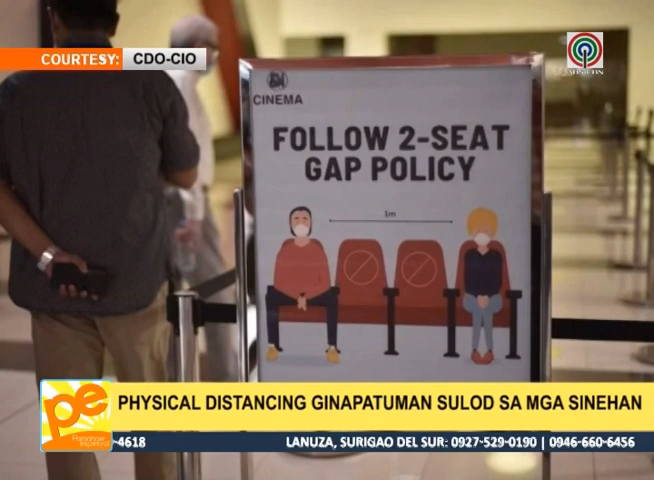 COURTESY: CDO-CIO
SM
CINEMA
FOLLOW 2-SEAT
GAP POLICY
1m
PHYSICAL DISTANCING GINAPATUMAN SULOD SA MGA SINEHAN
pe
-4618 LANUZA, SURIGAO DEL SUR: 0927-529-0190 | 0946-660-6456